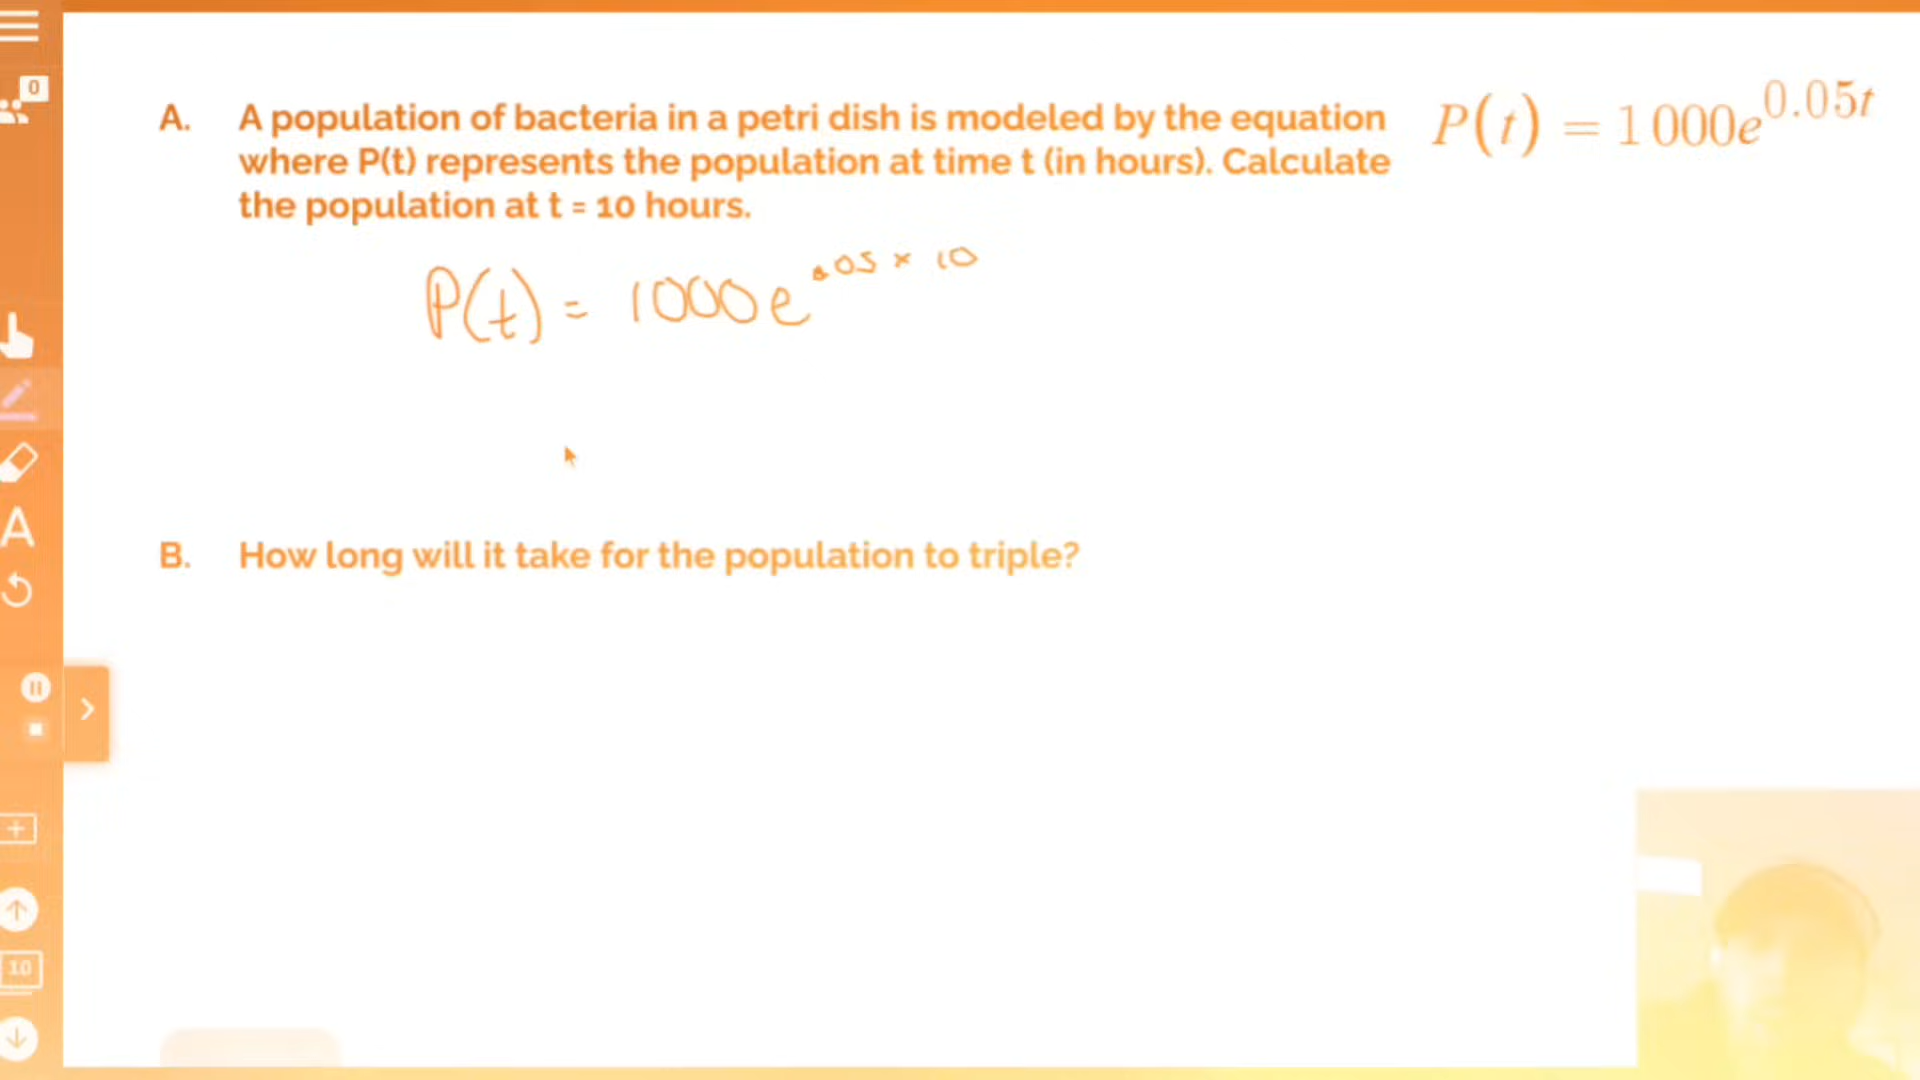 0
A. A population of bacteria in a petri dish is modeled by the equation P(t) = 1000e^0.05t
where P(t) represents the population at time t (in hours). Calculate
the population at t = 10 hours.
P(t) = 1000e^.05 × 10
A
B. How long will it take for the population to triple?
10